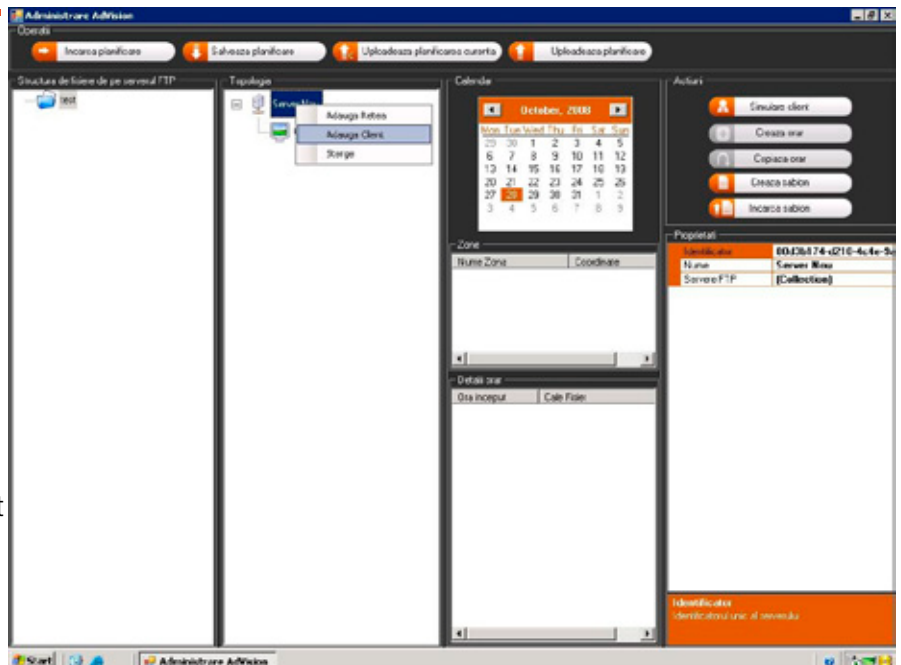 Administrare AdVision
Operatii
Incarca planificare
Salveaza planificare
Uploadeaza planificarea curenta
Uploadeaza planificare
Structura de fisiere de pe serverul FTP
test
Topologie
Server Nou
Adauga Retea
Adauga Client
Sterge
Calendar
October, 2008
Mon Tue Wed Thu Fri Sat Sun
29 30 1 2 3 4 5
6 7 8 9 10 11 12
13 14 15 16 17 18 19
20 21 22 23 24 25 26
27 28 29 30 31 1 2
3 4 5 6 7 8 9
Zone
Nume Zona Coordonate
Detalii orar
Ora inceput Cale Fisier
Actiuni
Simulare client
Creaza orar
Copiaza orar
Creaza sablon
Incarca sablon
Proprietati
Identificator
Nume Server Nou
Servere FTP (Collection)
Identificator
Identificatorul unic al serverului
Start
Administrare AdVision